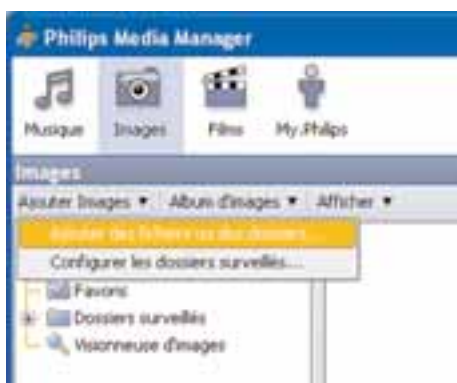 Philips Media Manager
Musique Images Films My.Philips
Images
Ajouter Images ▼ Album d'images ▼ Afficher ▼
Ajouter des fichiers ou des dossiers...
Configurer les dossiers surveillés...
Favoris
Dossiers surveillés
Visionneuse d'images